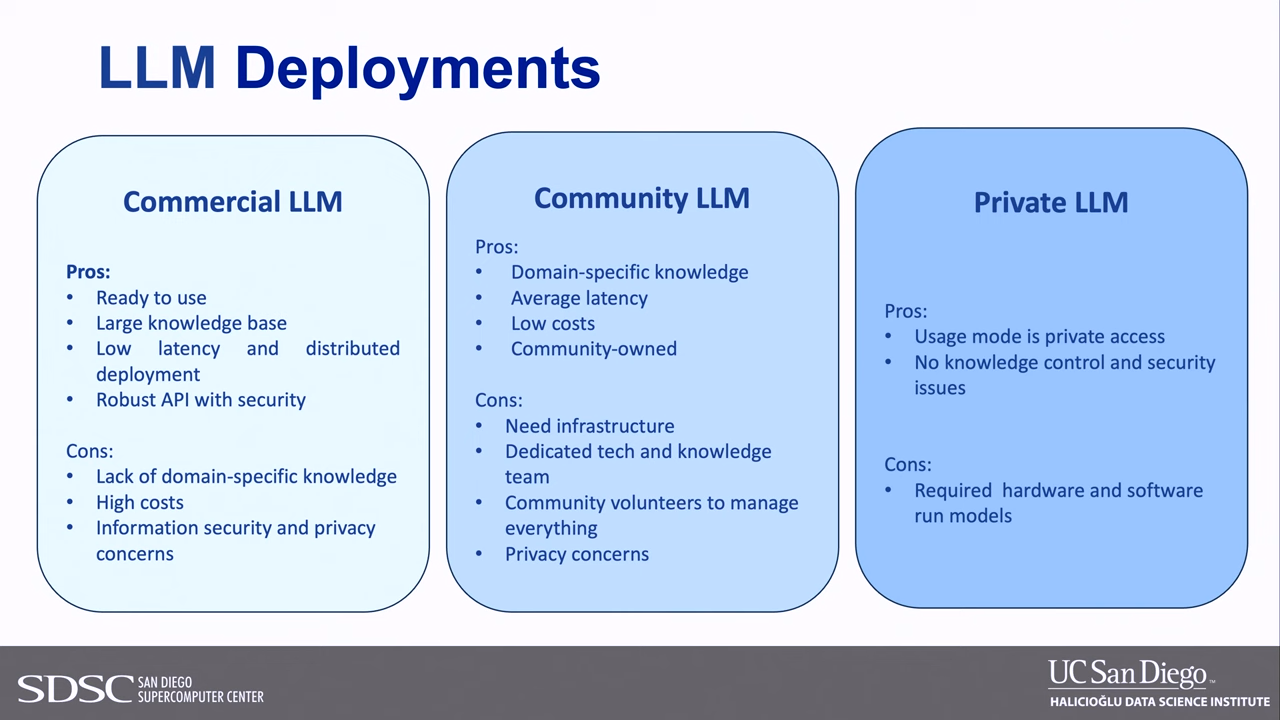 LLM Deployments
Commercial LLM
Pros:
• Ready to use
• Large knowledge base
• Low latency and distributed
deployment
• Robust API with security
Cons:
• Lack of domain-specific knowledge
• High costs
• Information security and privacy
concerns
Community LLM
Pros:
• Domain-specific knowledge
• Average latency
• Low costs
• Community-owned
Cons:
• Need infrastructure
• Dedicated tech and knowledge
team
• Community volunteers to manage
everything
• Privacy concerns
Private LLM
Pros:
• Usage mode is private access
• No knowledge control and security
issues
Cons:
• Required hardware and software
run models
SDSC
SAN DIEGO
SUPERCOMPUTER CENTER
UC San Diego™
HALICIOĞLU DATA SCIENCE INSTITUTE